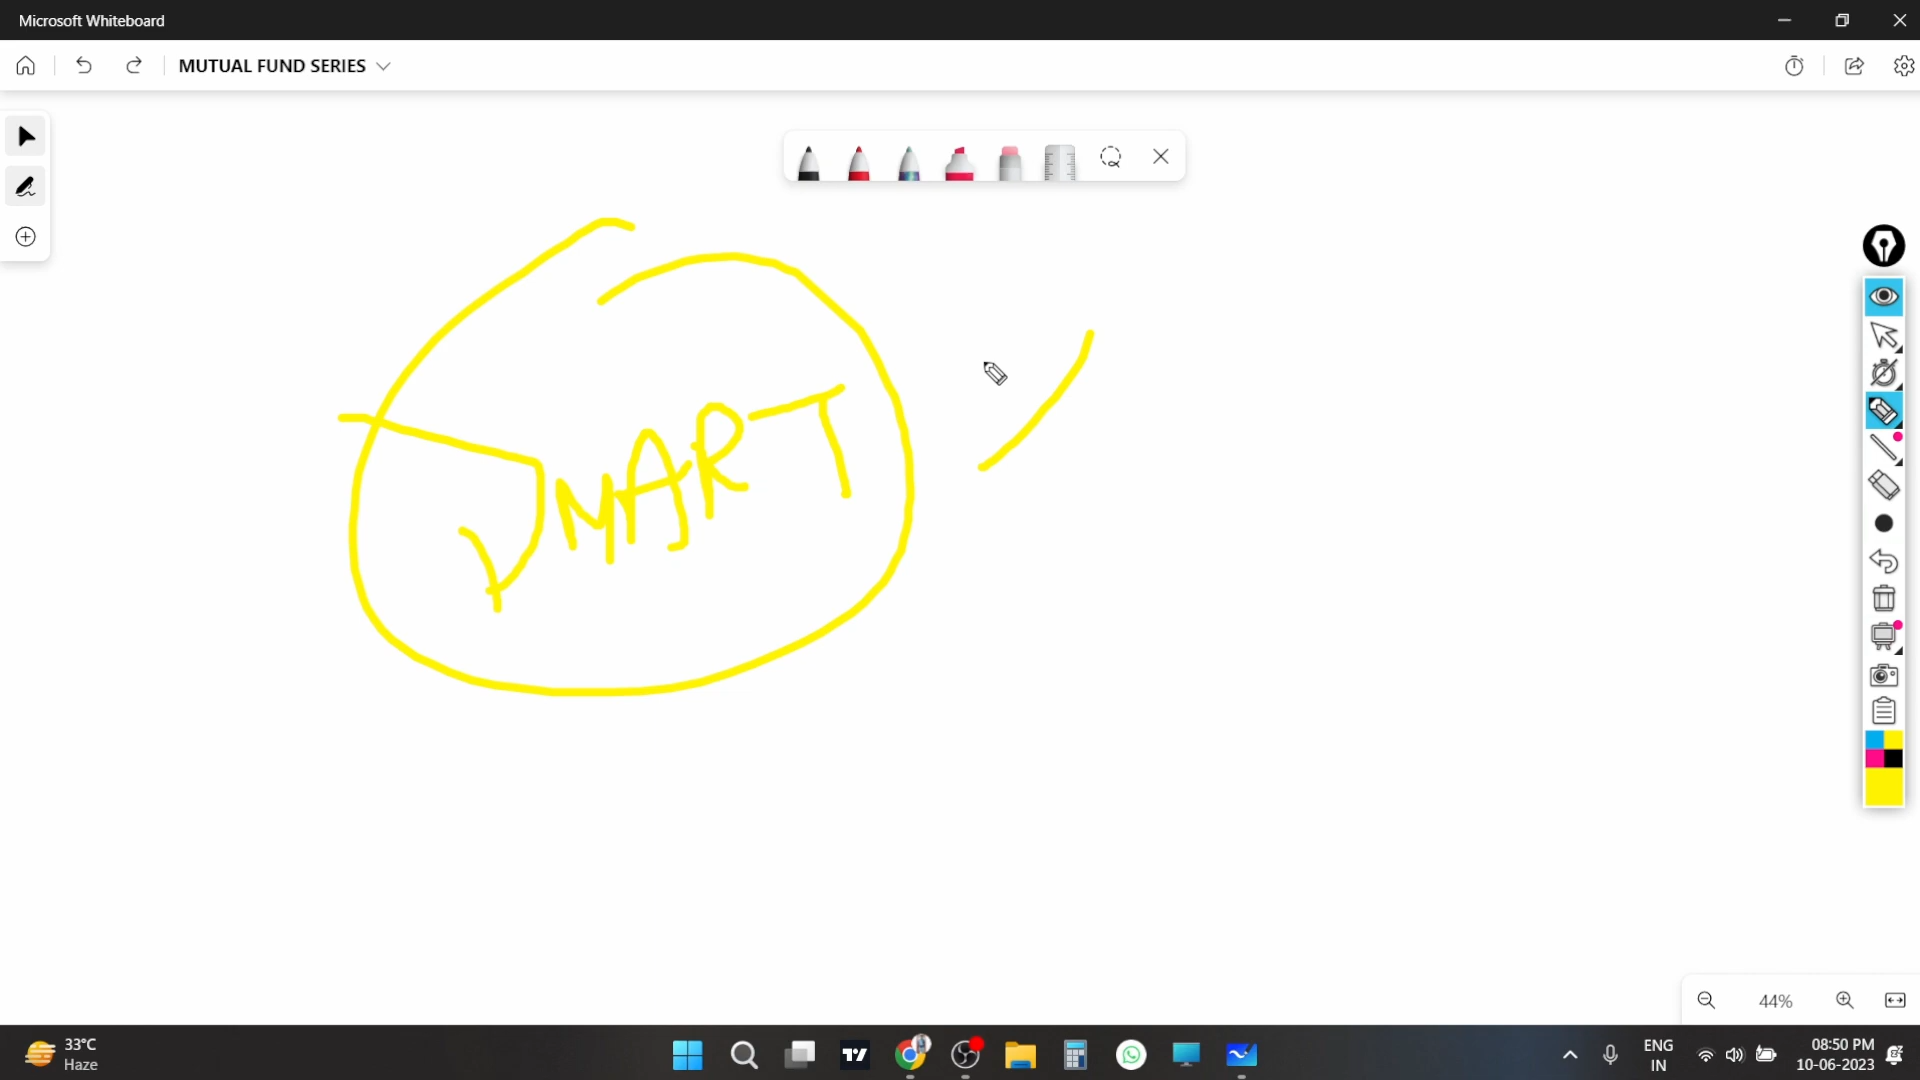 Microsoft Whiteboard
MUTUAL FUND SERIES
DMART
44%
33°C
Haze
ENG
IN
08:50 PM
10-06-2023